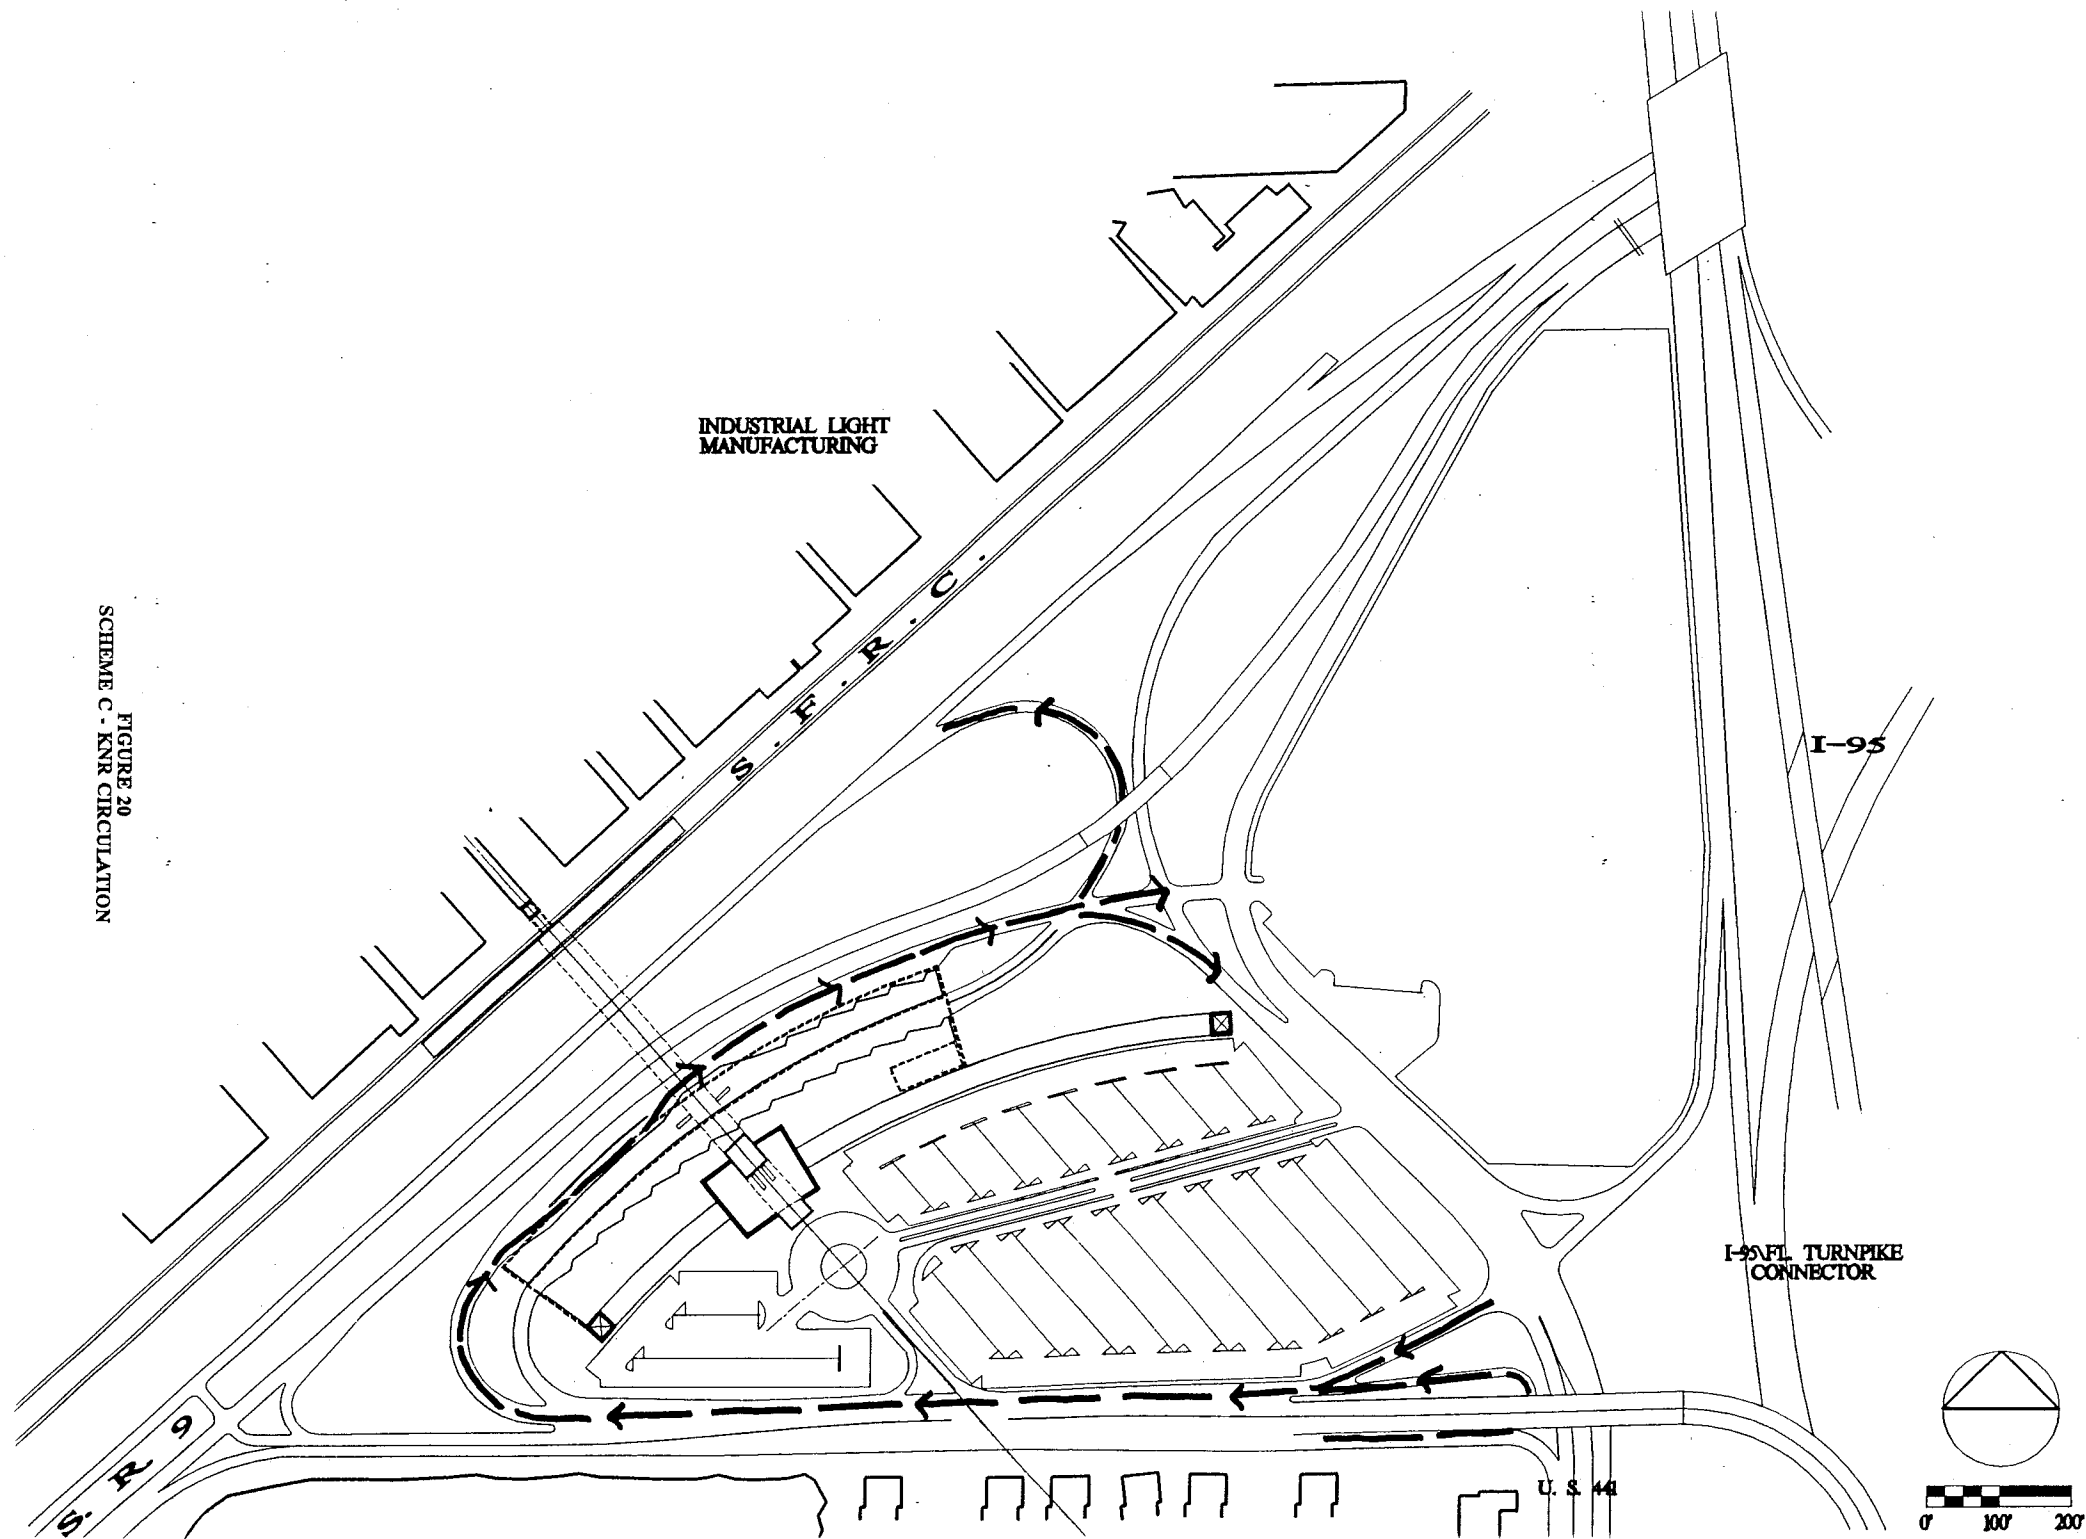 INDUSTRIAL LIGHT
MANUFACTURING
S. F. R. C.
FIGURE 20
SCHEME C - KNR CIRCULATION
I-95
I-95\FL. TURNPIKE
CONNECTOR
S. R 9
U. S. 441
0' 100' 200'